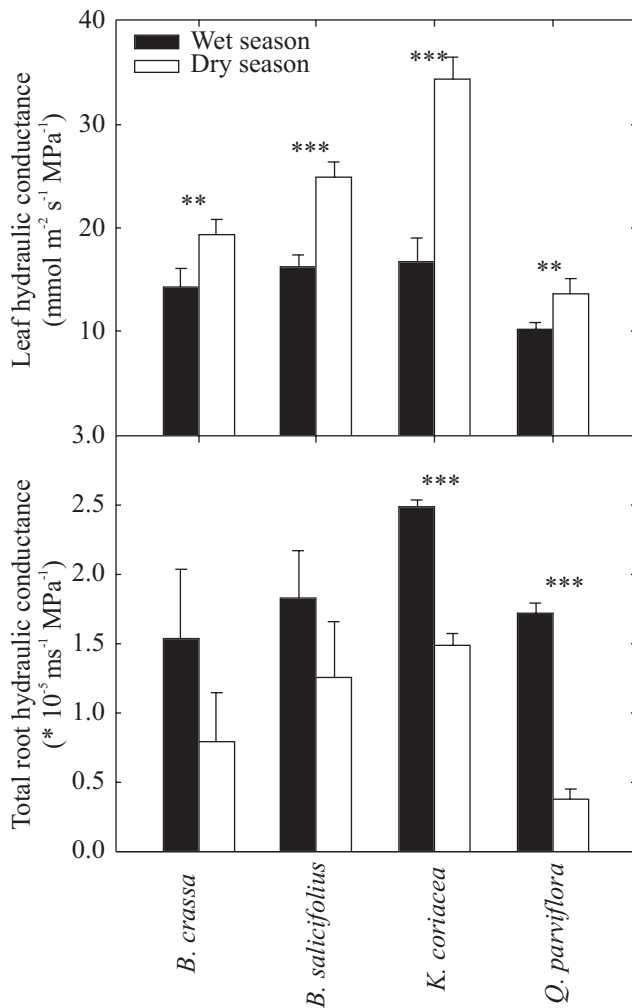 40
Wet season
Dry season
***
30
***
**
20
**
10
Leaf hydraulic conductance
(mmol m⁻² s⁻¹ MPa⁻¹)
3.0
***
2.5
***
2.0
1.5
1.0
0.5
0.0
Total root hydraulic conductance
(* 10⁻⁵ ms⁻¹ MPa⁻¹)
B. crassa
B. salicifolius
K. coriacea
Q. parviflora